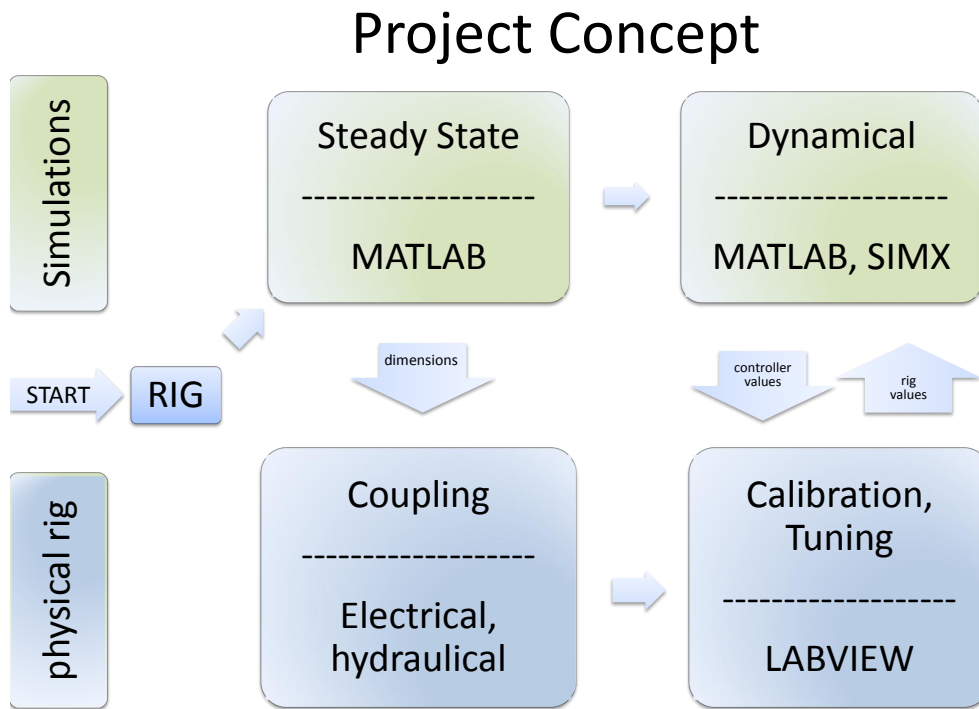 Project Concept
Simulations
Steady State
-------------------
MATLAB
Dynamical
-------------------
MATLAB, SIMX
START
RIG
dimensions
controller
values
rig
values
physical rig
Coupling
-------------------
Electrical,
hydraulical
Calibration,
Tuning
-------------------
LABVIEW